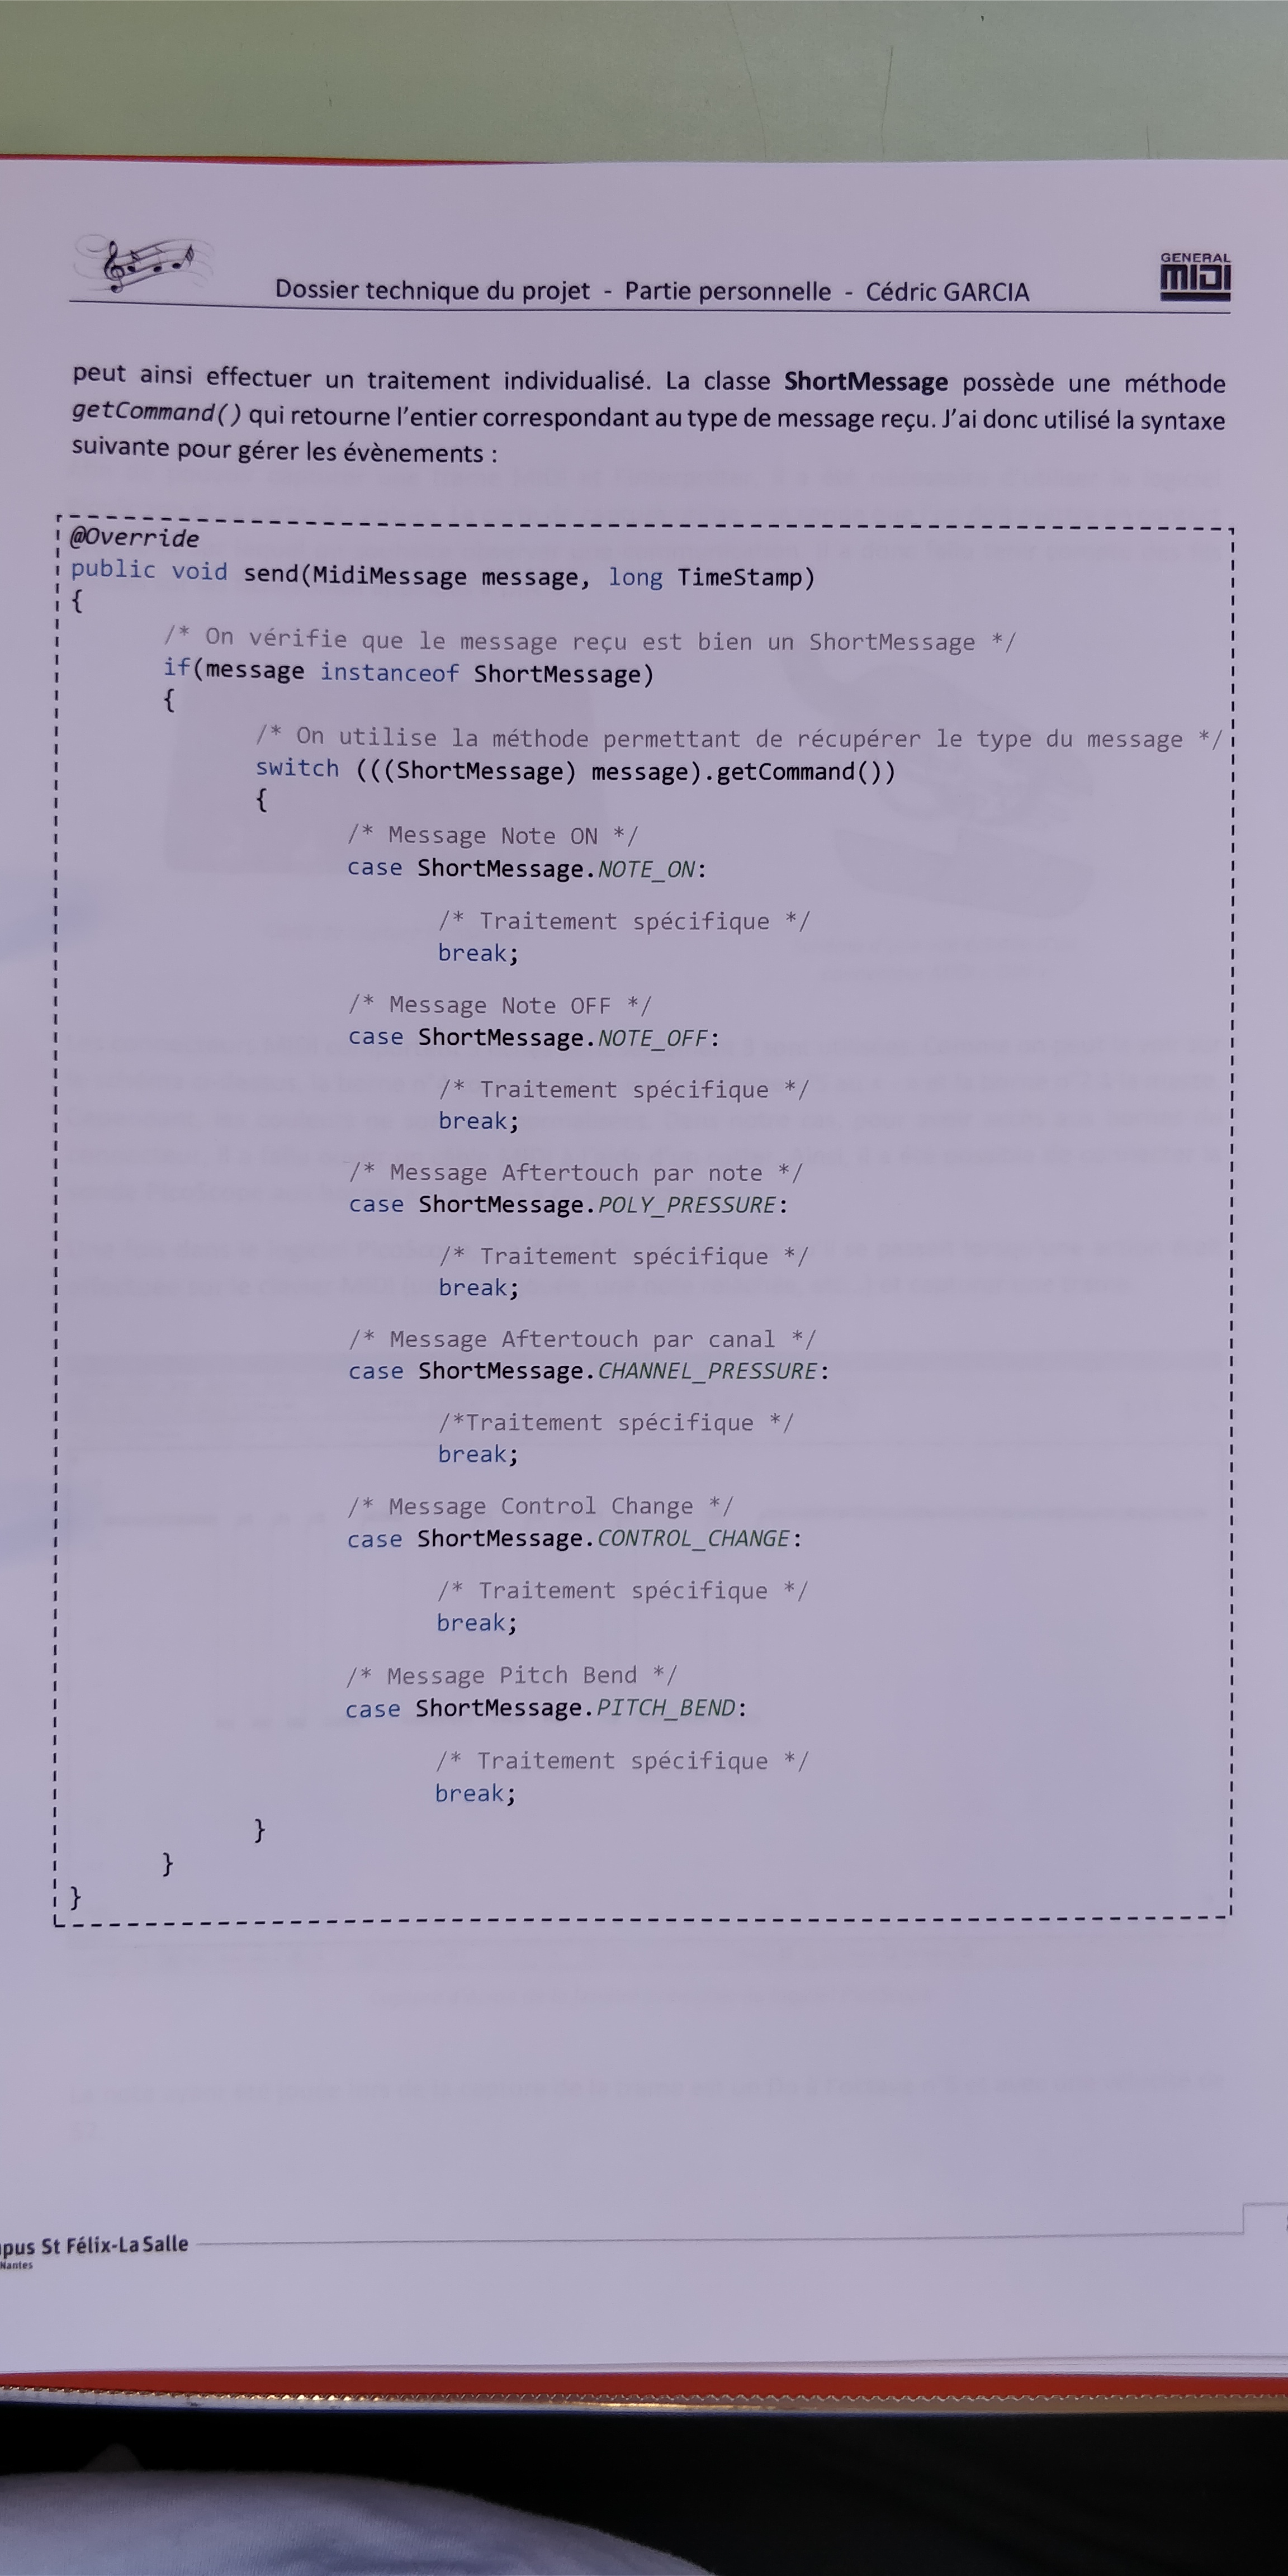 GENERAL
MIDI
Dossier technique du projet - Partie personnelle - Cédric GARCIA
peut ainsi effectuer un traitement individualisé. La classe ShortMessage possède une méthode
getCommand() qui retourne l'entier correspondant au type de message reçu. J'ai donc utilisé la syntaxe
suivante pour gérer les évènements :
@Override
public void send(MidiMessage message, long TimeStamp)
{
/* On vérifie que le message reçu est bien un ShortMessage */
if(message instanceof ShortMessage)
{
/* On utilise la méthode permettant de récupérer le type du message */
switch (((ShortMessage) message).getCommand())
{
/* Message Note ON */
case ShortMessage.NOTE_ON:
/* Traitement spécifique */
break;
/* Message Note OFF */
case ShortMessage.NOTE_OFF:
/* Traitement spécifique */
break;
/* Message Aftertouch par note */
case ShortMessage.POLY_PRESSURE:
/* Traitement spécifique */
break;
/* Message Aftertouch par canal */
case ShortMessage.CHANNEL_PRESSURE:
/*Traitement spécifique */
break;
/* Message Control Change */
case ShortMessage.CONTROL_CHANGE:
/* Traitement spécifique */
break;
/* Message Pitch Bend */
case ShortMessage.PITCH_BEND:
/* Traitement spécifique */
break;
}
}
}
pus St Félix-La Salle
Nantes